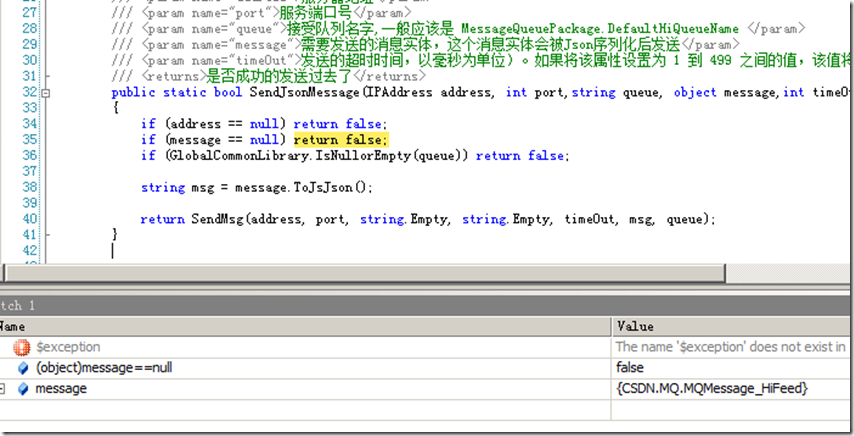 27 /// <param name="port">服务端口号</param>
28 /// <param name="queue">接受队列名字,一般应该是 MessageQueuePackage.DefaultHiQueueName </param>
29 /// <param name="message">需要发送的消息实体，这个消息实体会被Json序列化后发送</param>
30 /// <param name="timeOut">发送的超时时间，以毫秒为单位）。如果将该属性设置为 1 到 499 之间的值，该值将
31 /// <returns>是否成功的发送过去了</returns>
32 public static bool SendJsonMessage(IPAddress address, int port,string queue, object message,int timeOu
33 {
34 if (address == null) return false;
35 if (message == null) return false;
36 if (GlobalCommonLibrary.IsNullorEmpty(queue)) return false;
37
38 string msg = message.ToJsJson();
39
40 return SendMsg(address, port, string.Empty, string.Empty, timeOut, msg, queue);
41 }
42
tch 1
Name Value
$exception The name '$exception' does not exist in
(object)message==null false
message {CSDN.MQ.MQMessage_HiFeed}